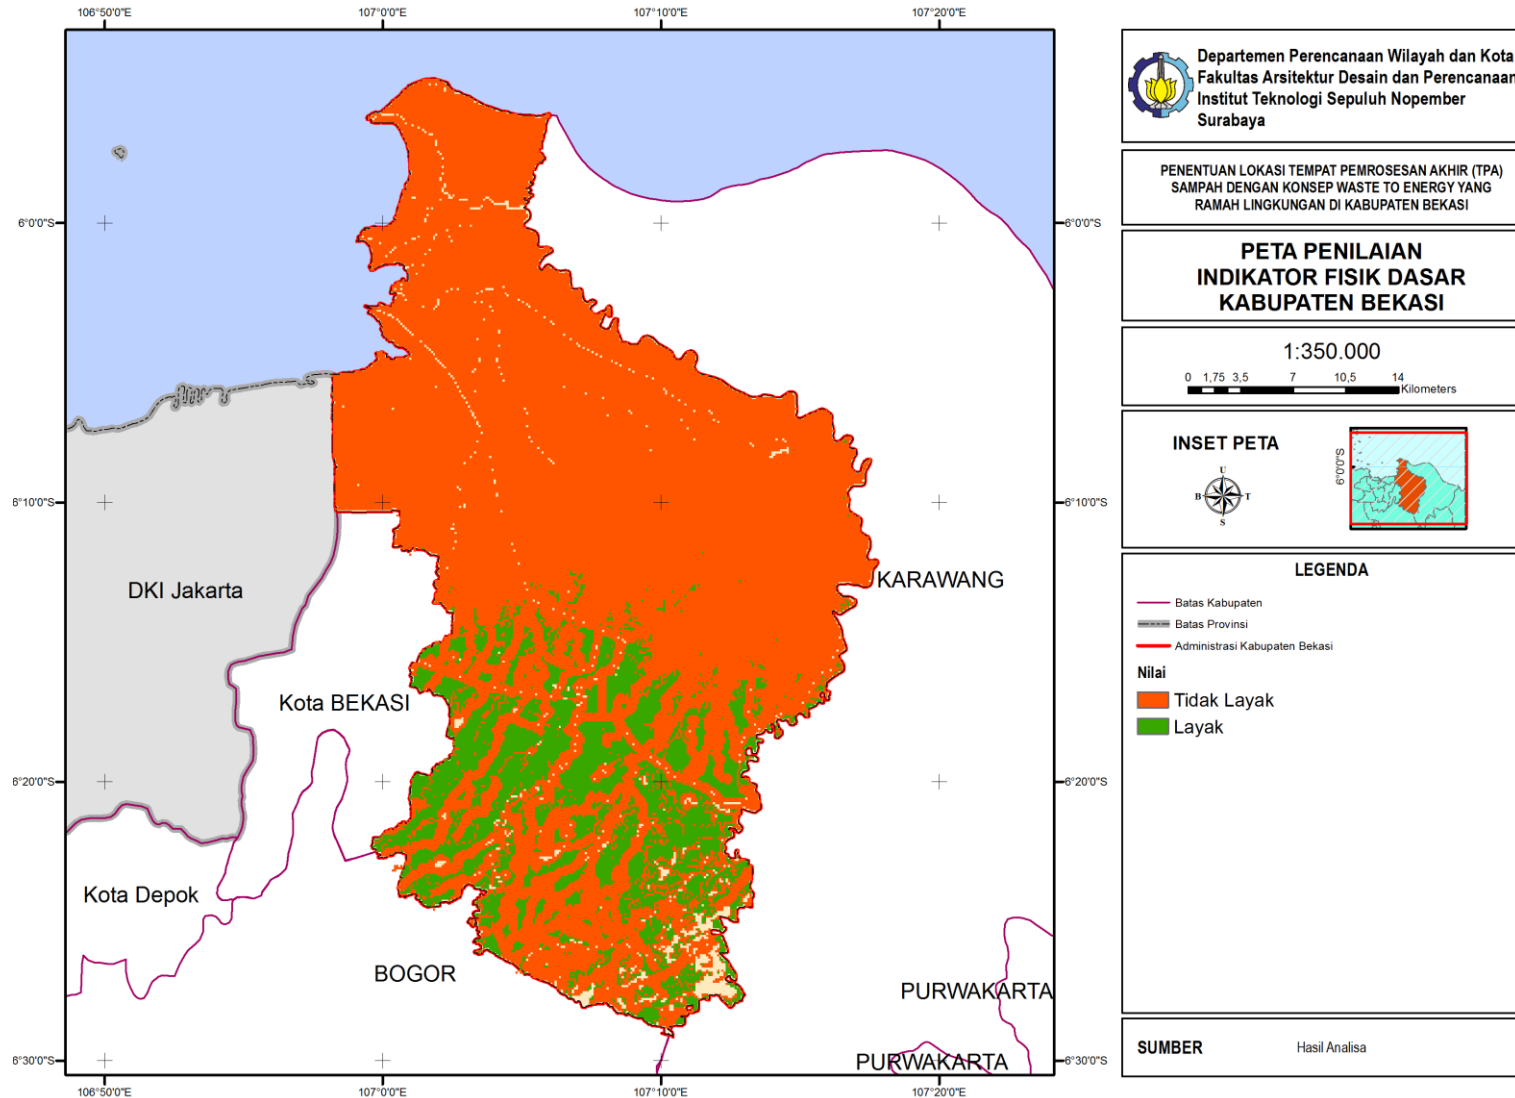 106°50'0"E 107°0'0"E 107°10'0"E 107°20'0"E
6°0'0"S 6°0'0"S
6°10'0"S 6°10'0"S
6°20'0"S 6°20'0"S
6°30'0"S 6°30'0"S
DKI Jakarta
KARAWANG
Kota BEKASI
Kota Depok
BOGOR
PURWAKARTA
PURWAKARTA
106°50'0"E 107°0'0"E 107°10'0"E 107°20'0"E
Departemen Perencanaan Wilayah dan Kota
Fakultas Arsitektur Desain dan Perencanaan
Institut Teknologi Sepuluh Nopember
Surabaya
PENENTUAN LOKASI TEMPAT PEMROSESAN AKHIR (TPA)
SAMPAH DENGAN KONSEP WASTE TO ENERGY YANG
RAMAH LINGKUNGAN DI KABUPATEN BEKASI
PETA PENILAIAN
INDIKATOR FISIK DASAR
KABUPATEN BEKASI
1:350.000
0 1,75 3,5 7 10,5 14
Kilometers
INSET PETA
U
B T
S
6°0'0"S
LEGENDA
Batas Kabupaten
Batas Provinsi
Administrasi Kabupaten Bekasi
Nilai
Tidak Layak
Layak
SUMBER Hasil Analisa